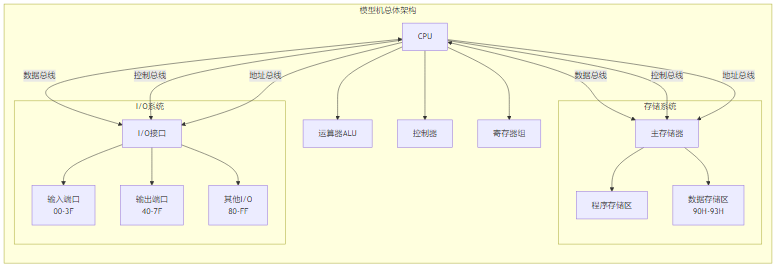 模型机总体架构
CPU
数据总线
控制总线
地址总线
数据总线
控制总线
地址总线
I/O系统
存储系统
I/O接口
运算器ALU
控制器
寄存器组
主存储器
输入端口
00-3F
输出端口
40-7F
其他I/O
80-FF
程序存储区
数据存储区
90H-93H